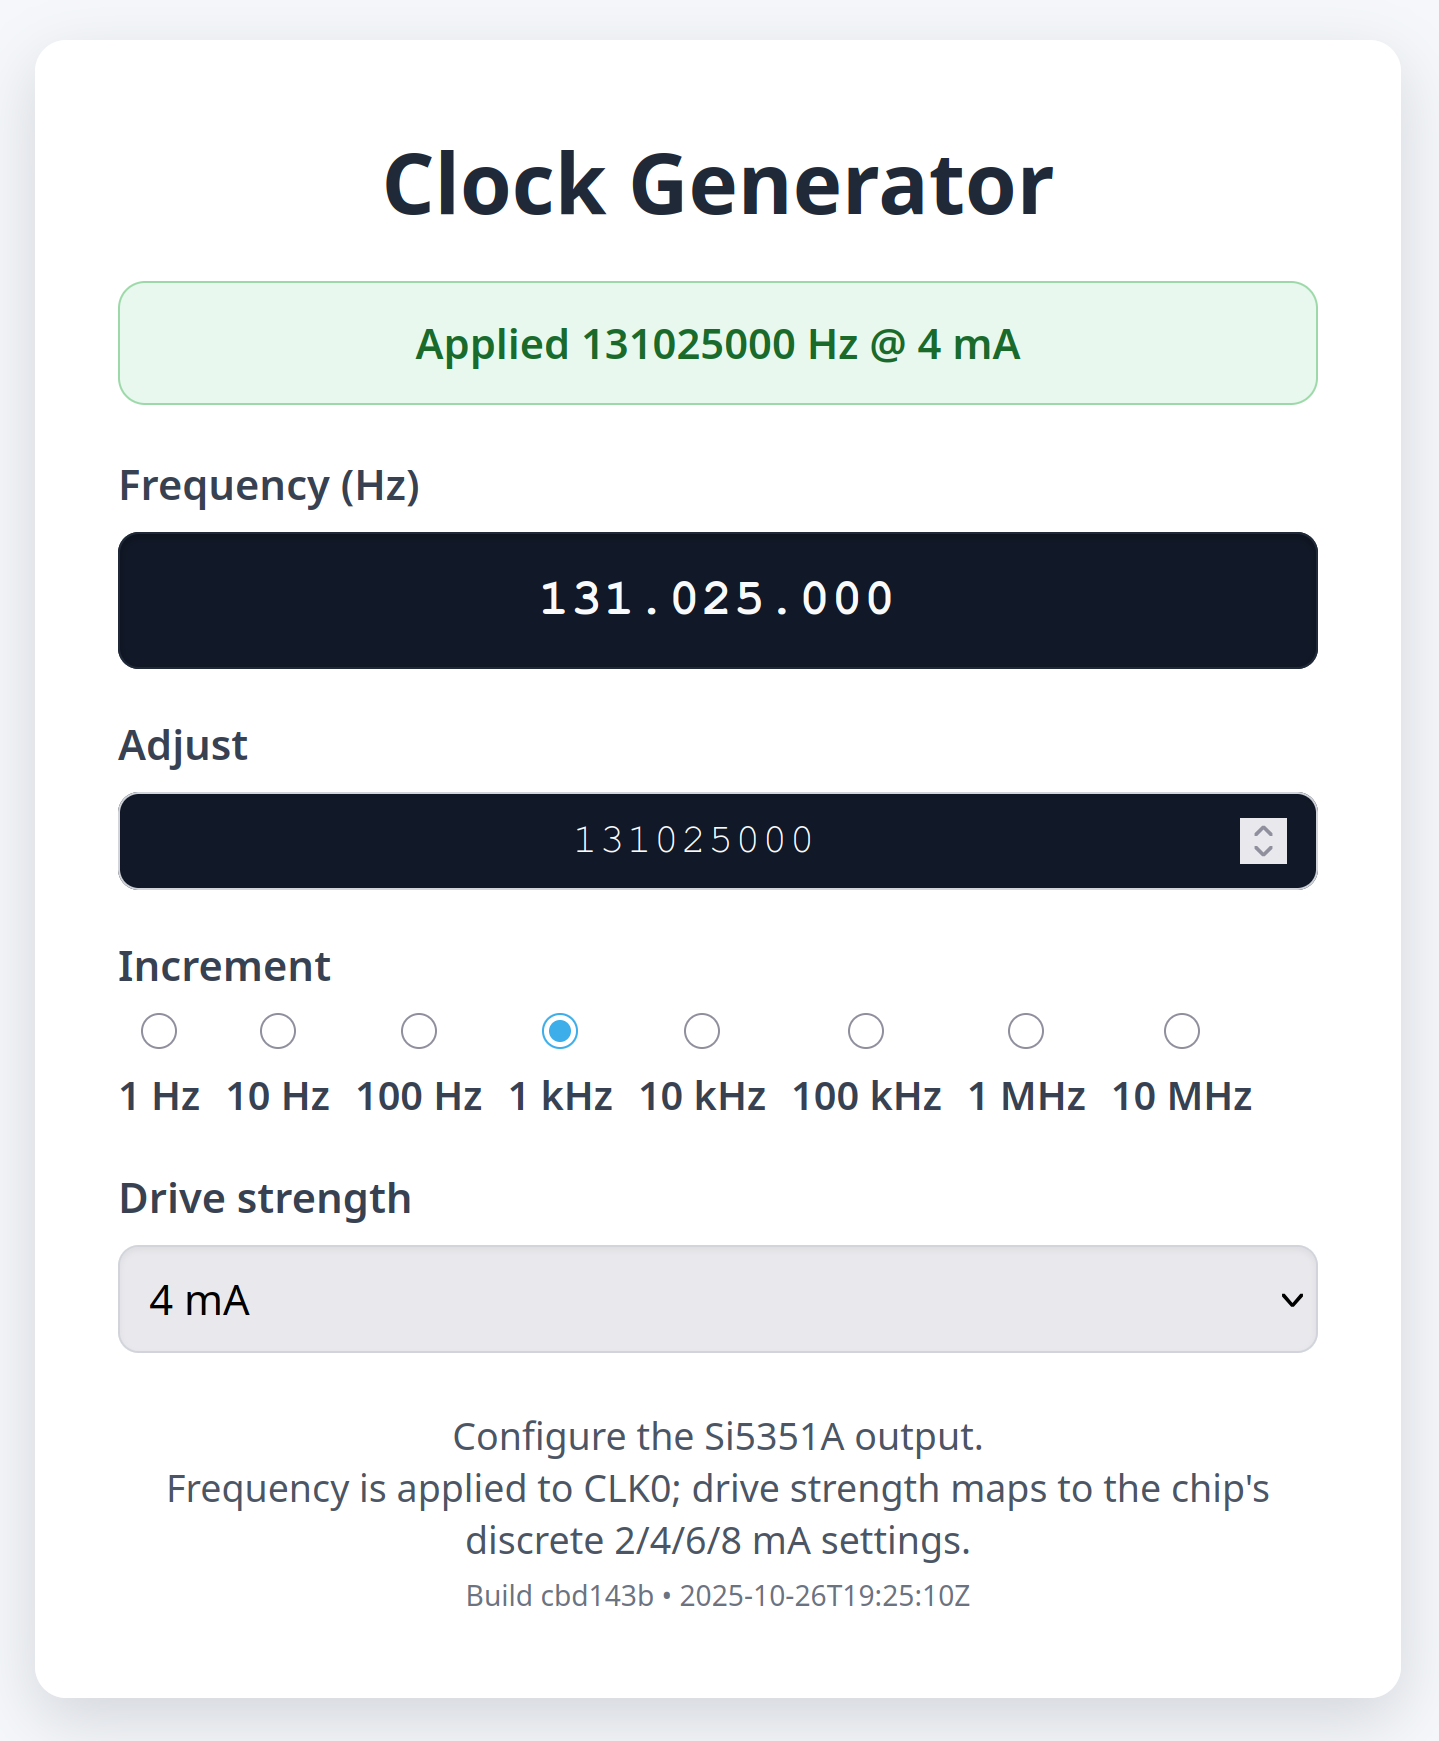 Clock Generator
Applied 131025000 Hz @ 4 mA
Frequency (Hz)
131.025.000
Adjust
131025000
Increment
1 Hz 10 Hz 100 Hz 1 kHz 10 kHz 100 kHz 1 MHz 10 MHz
Drive strength
4 mA
Configure the Si5351A output.
Frequency is applied to CLK0; drive strength maps to the chip's
discrete 2/4/6/8 mA settings.
Build cbd143b • 2025-10-26T19:25:10Z